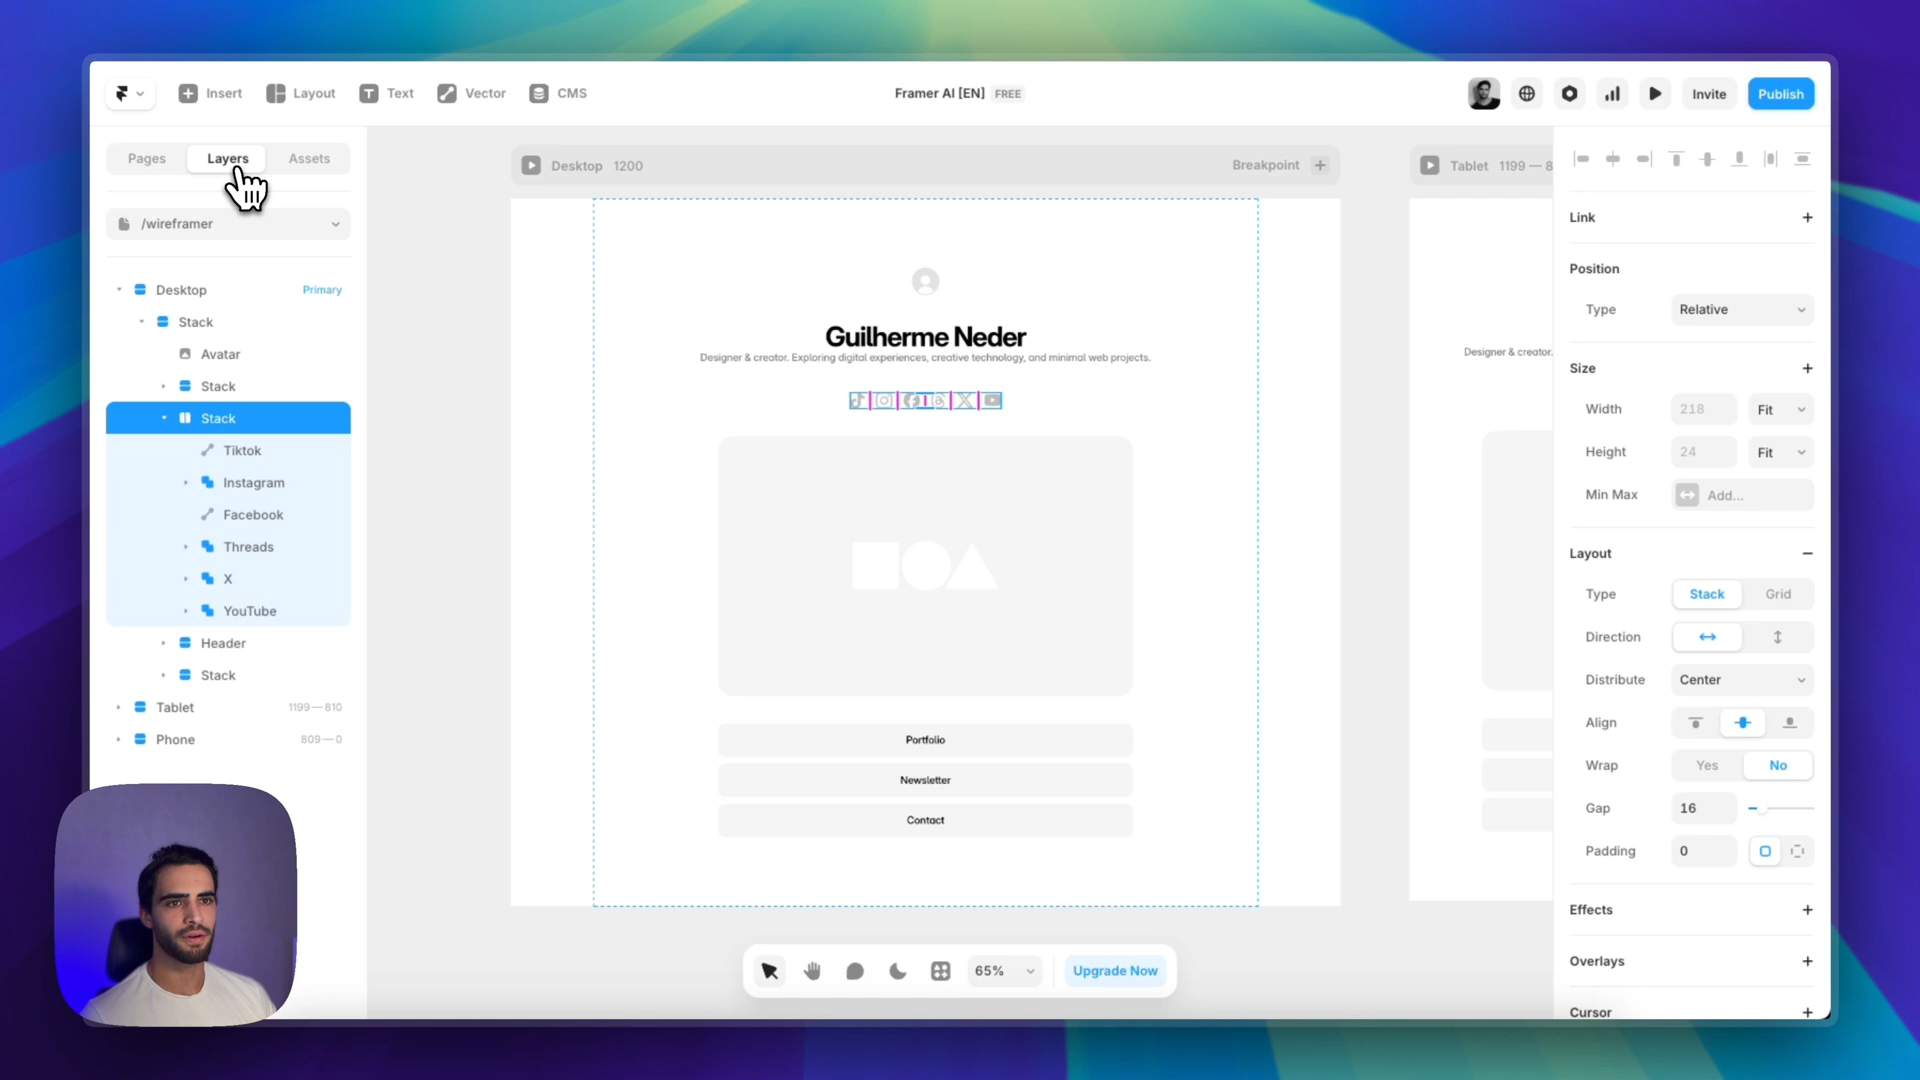 Insert
Layout
Text
Vector
CMS
Framer AI [EN] FREE
Invite
Publish
Pages
Layers
Assets
/wireframer
Desktop Primary
Stack
Avatar
Stack
Stack
Tiktok
Instagram
Facebook
Threads
X
YouTube
Header
Stack
Tablet 1199 — 810
Phone 809 — 0
Desktop 1200
Breakpoint
Guilherme Neder
Designer & creator. Exploring digital experiences, creative technology, and minimal web projects.
Portfolio
Newsletter
Contact
Tablet 1199 — 8
Designer & creator.
65%
Upgrade Now
Link
Position
Type Relative
Size
Width 218 Fit
Height 24 Fit
Min Max Add...
Layout
Type Stack Grid
Direction
Distribute Center
Align
Wrap Yes No
Gap 16
Padding 0
Effects
Overlays
Cursor